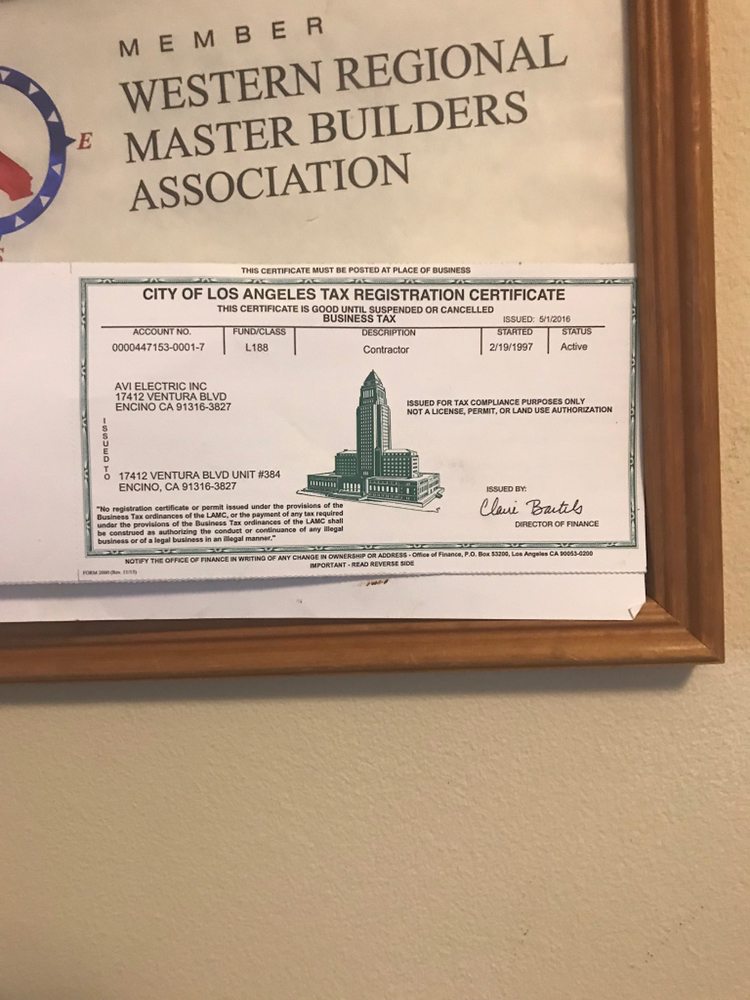 MEMBER
WESTERN REGIONAL
MASTER BUILDERS
ASSOCIATION
E
S
THIS CERTIFICATE MUST BE POSTED AT PLACE OF BUSINESS
CITY OF LOS ANGELES TAX REGISTRATION CERTIFICATE
THIS CERTIFICATE IS GOOD UNTIL SUSPENDED OR CANCELLED
BUSINESS TAX ISSUED: 5/1/2016
ACCOUNT NO. FUND/CLASS DESCRIPTION STARTED STATUS
0000447153-0001-7 L188 Contractor 2/19/1997 Active
AVI ELECTRIC INC
17412 VENTURA BLVD
ENCINO CA 91316-3827
ISSUED FOR TAX COMPLIANCE PURPOSES ONLY
NOT A LICENSE, PERMIT, OR LAND USE AUTHORIZATION
ISSUED TO
17412 VENTURA BLVD UNIT #384
ENCINO, CA 91316-3827
ISSUED BY:
Claire Bartels
DIRECTOR OF FINANCE
"No registration certificate or permit issued under the provisions of the
Business Tax ordinances of the LAMC, or the payment of any tax required
under the provisions of the Business Tax ordinances of the LAMC shall
be construed as authorizing the conduct or continuance of any illegal
business or of a legal business in an illegal manner."
NOTIFY THE OFFICE OF FINANCE IN WRITING OF ANY CHANGE IN OWNERSHIP OR ADDRESS - Office of Finance, P.O. Box 53200, Los Angeles CA 90053-0200
IMPORTANT - READ REVERSE SIDE